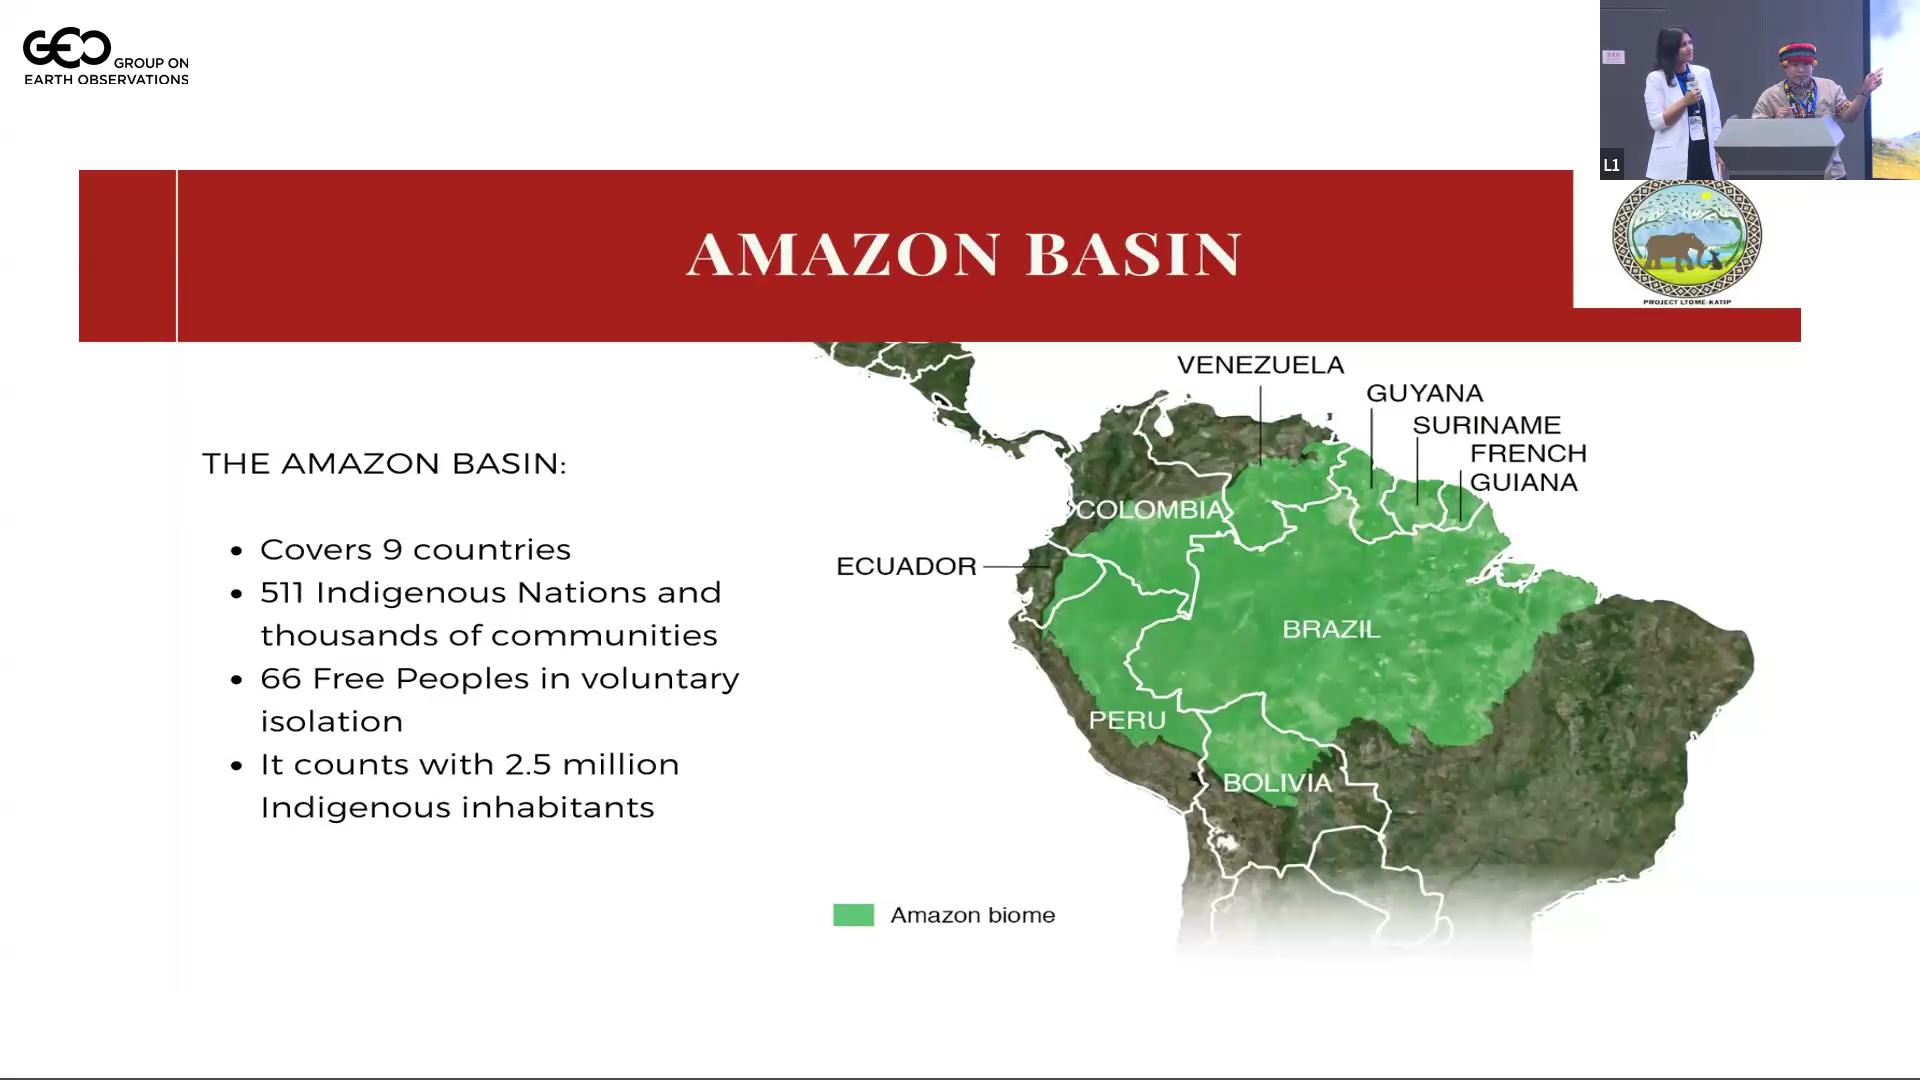 GEO GROUP ON
EARTH OBSERVATIONS
L1
AMAZON BASIN
PROJECT LTOME-KATIP
THE AMAZON BASIN:
• Covers 9 countries
• 511 Indigenous Nations and
thousands of communities
• 66 Free Peoples in voluntary
isolation
• It counts with 2.5 million
Indigenous inhabitants
VENEZUELA
GUYANA
SURINAME
FRENCH
GUIANA
COLOMBIA
ECUADOR
BRAZIL
PERU
BOLIVIA
Amazon biome